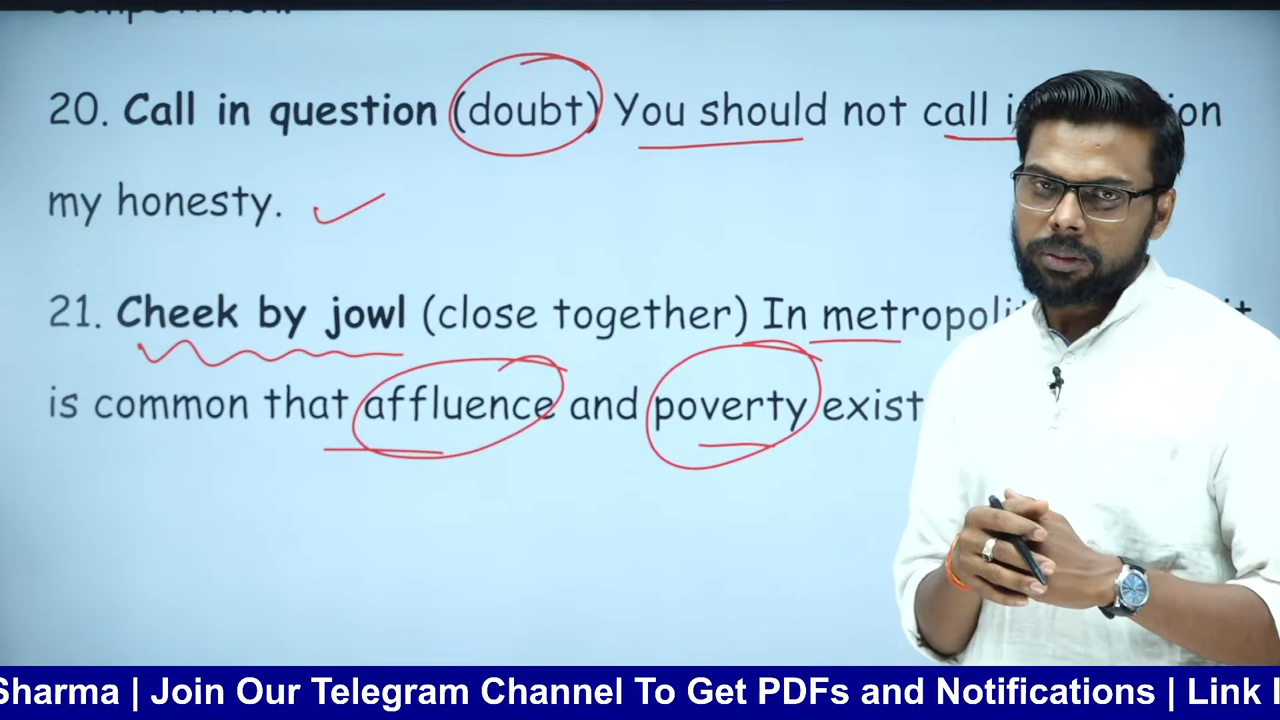 20. Call in question (doubt) You should not call
my honesty.
21. Cheek by jowl (close together) In
is common that affluence and poverty exist
Sharma | Join Our Telegram Channel To Get PDFs and Notifications | Link